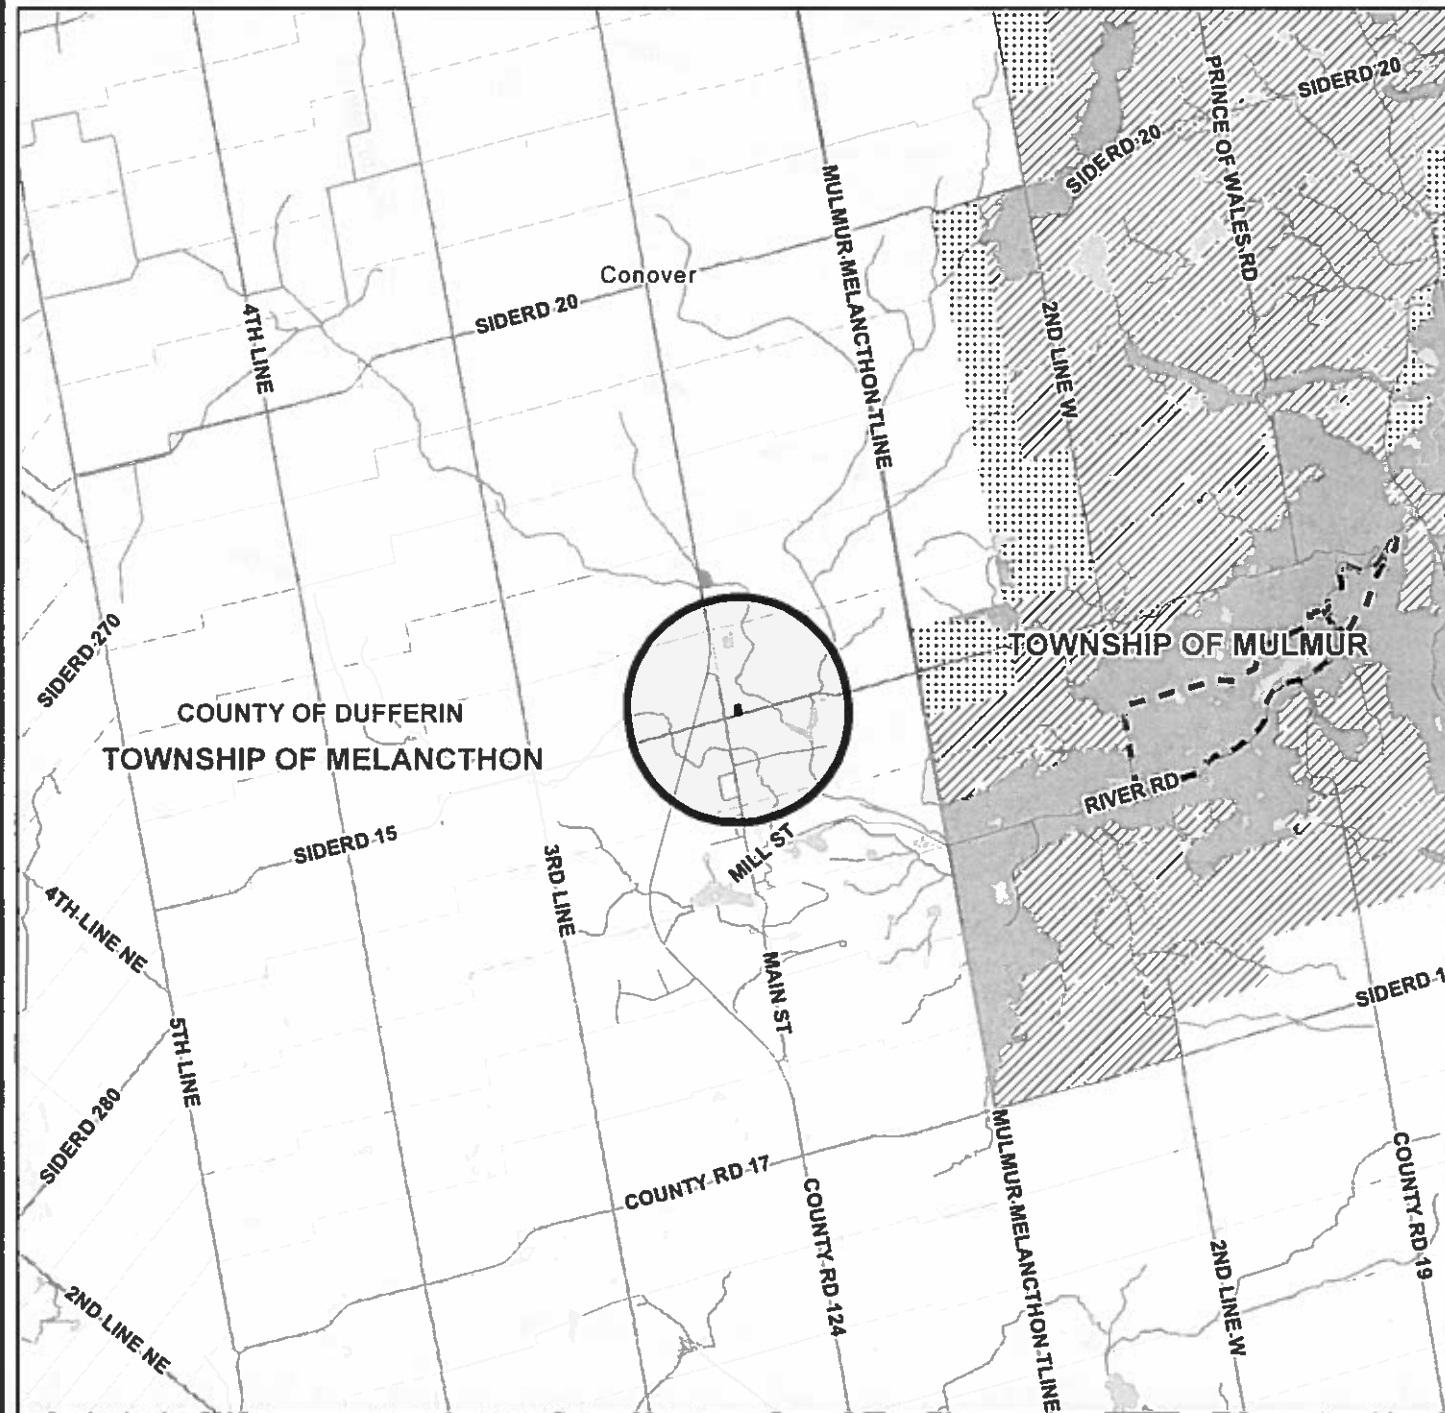 PRINCE OF WALES RD
SIDERD 20
SIDERD 20
MULMUR-MELANCTHON TLINE
Conover
SIDERD 20
4TH LINE
2ND LINE W
SIDERD 270
TOWNSHIP OF MULMUR
COUNTY OF DUFFERIN
TOWNSHIP OF MELANCTHON
RIVER RD
SIDERD 15
MILL ST
3RD LINE
4TH LINE NE
MAIN ST
SIDERD 1
5TH LINE
SIDERD 280
MULMUR-MELANCTHON TLINE
COUNTY RD 17
COUNTY RD 124
COUNTY RD 19
2ND LINE W
2ND LINE NE